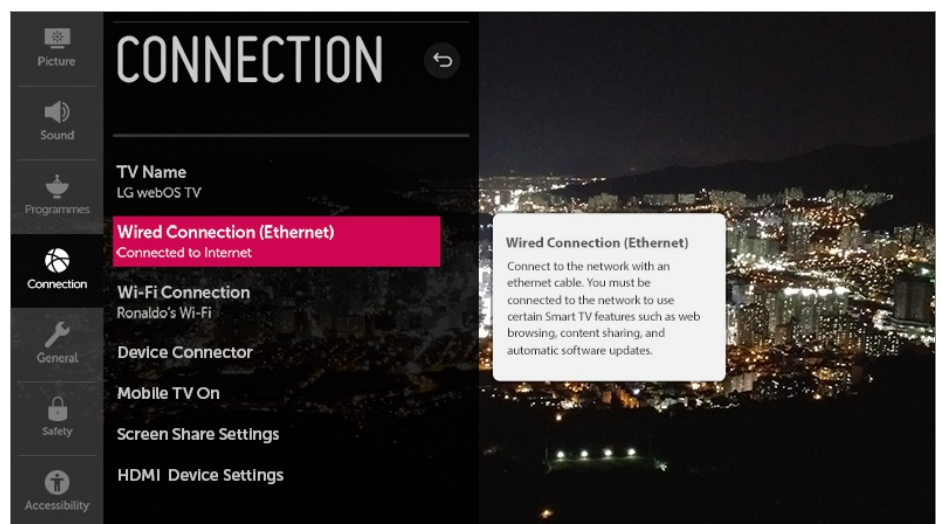 Picture
Sound
Programmes
Connection
General
Safety
Accessibility
CONNECTION
TV Name
LG webOS TV
Wired Connection (Ethernet)
Connected to Internet
Wi-Fi Connection
Ronaldo's Wi-Fi
Device Connector
Mobile TV On
Screen Share Settings
HDMI Device Settings
Wired Connection (Ethernet)
Connect to the network with an
ethernet cable. You must be
connected to the network to use
certain Smart TV features such as web
browsing, content sharing, and
automatic software updates.